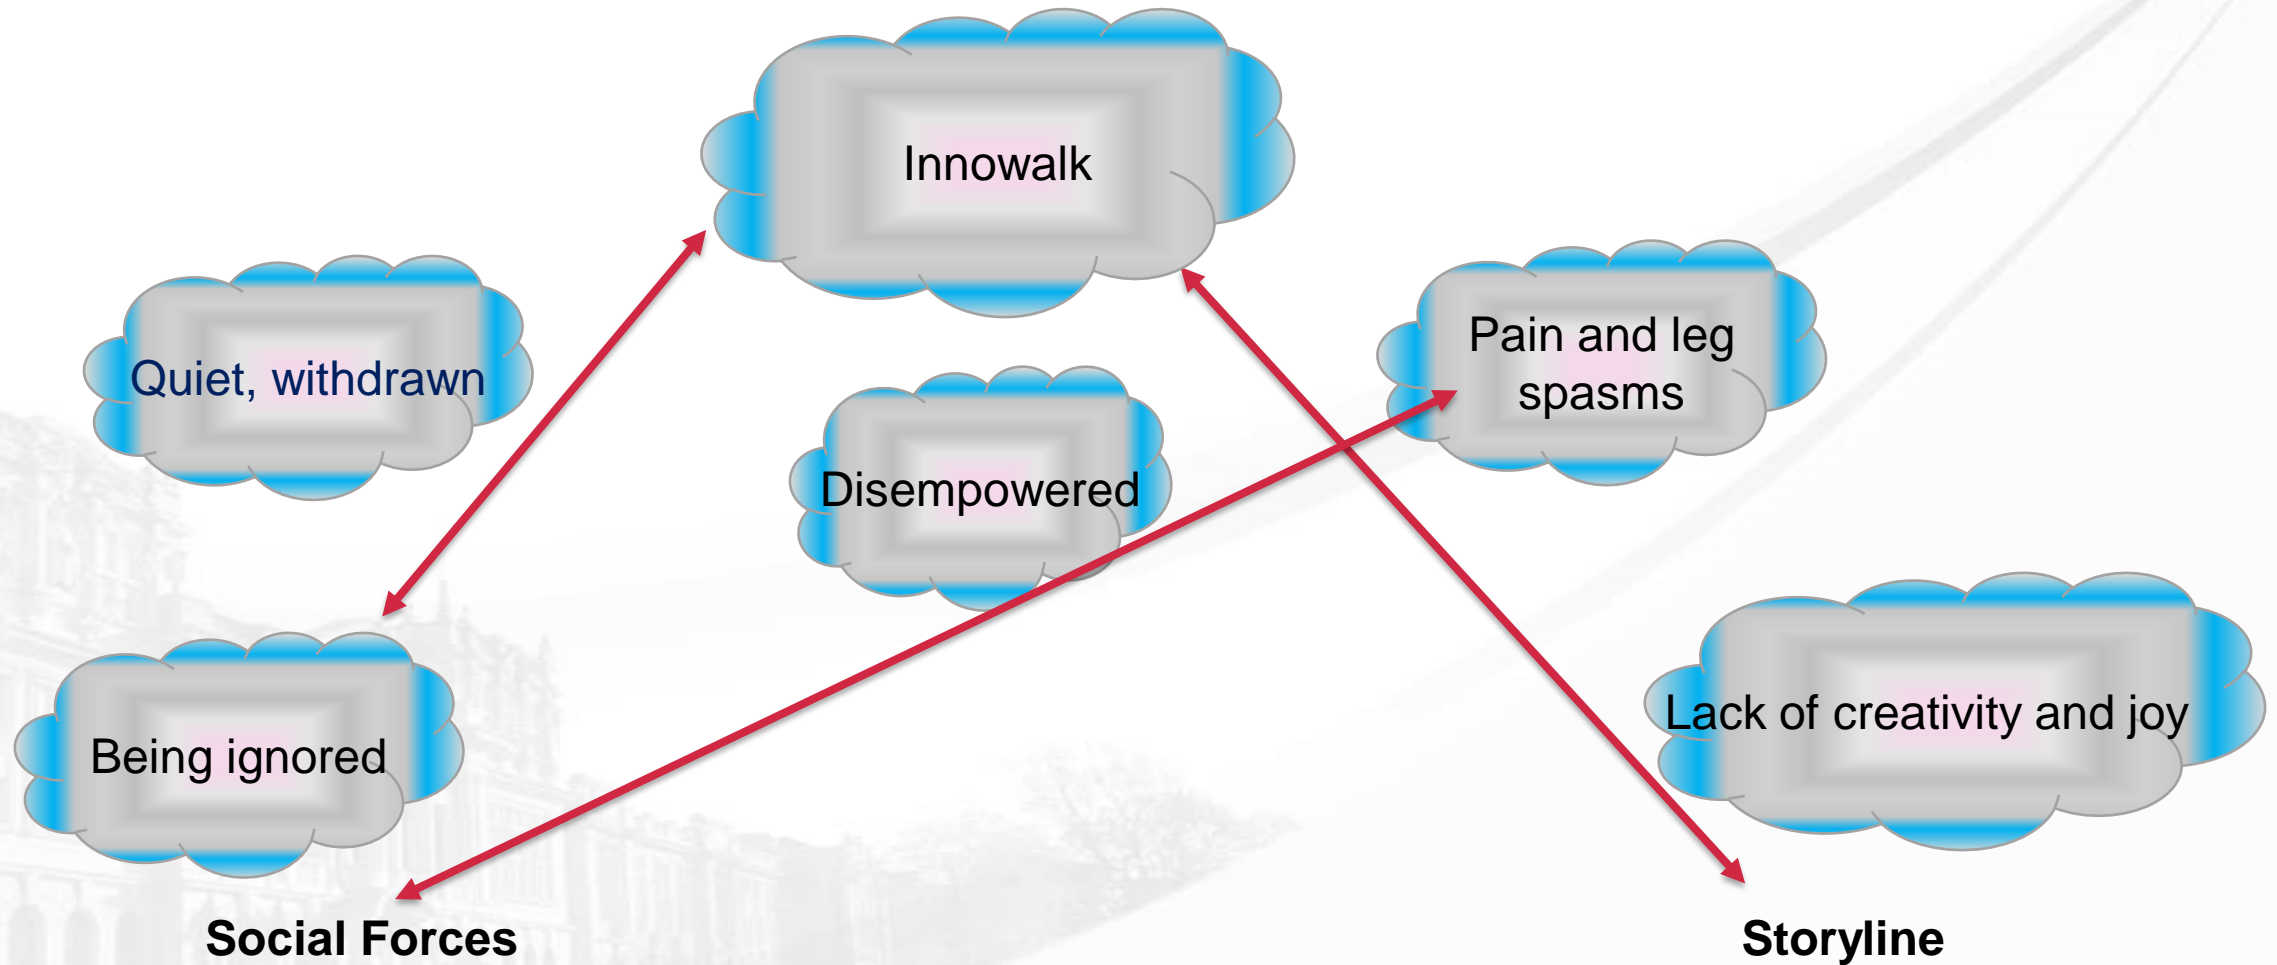 Innowalk
Quiet, withdrawn
Pain and leg
spasms
Disempowered
Being ignored
Lack of creativity and joy
Social Forces
Storyline